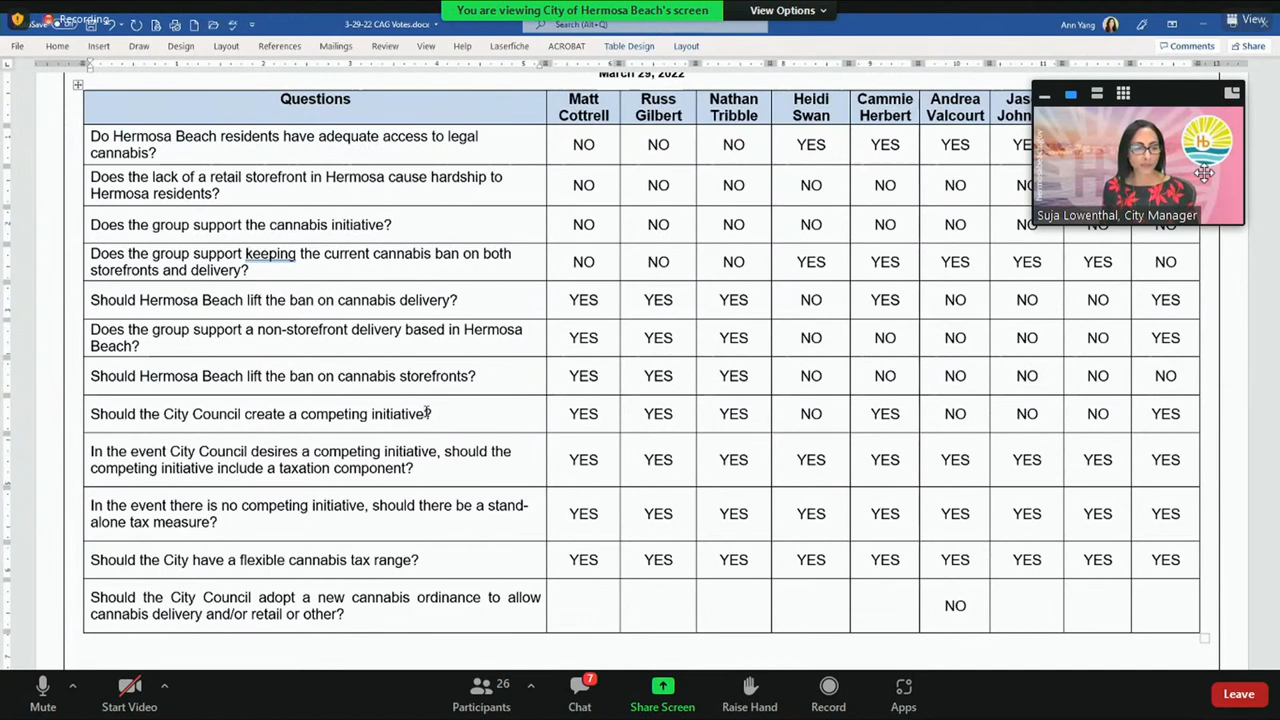 Recording
You are viewing City of Hermosa Beach's screen
View Options
Save
3-29-22 CAG Votes.docx
Search (Alt+Q)
Ann Yang
View
File Home Insert Draw Design Layout References Mailings Review View Help Laserfiche ACROBAT Table Design Layout
Comments Share
March 29, 2022
Questions Matt Cottrell Russ Gilbert Nathan Tribble Heidi Swan Cammie Herbert Andrea Valcourt
Do Hermosa Beach residents have adequate access to legal
cannabis? NO NO NO YES YES YES
Does the lack of a retail storefront in Hermosa cause hardship to
Hermosa residents? NO NO NO NO NO NO
Does the group support the cannabis initiative? NO NO NO NO NO NO NO NO NO
Does the group support keeping the current cannabis ban on both
storefronts and delivery? NO NO NO YES YES YES YES YES NO
Should Hermosa Beach lift the ban on cannabis delivery? YES YES YES NO YES NO NO NO YES
Does the group support a non-storefront delivery based in Hermosa
Beach? YES YES YES NO NO NO NO NO YES
Should Hermosa Beach lift the ban on cannabis storefronts? YES YES YES NO NO NO NO NO NO
Should the City Council create a competing initiative? YES YES YES NO YES NO NO NO YES
In the event City Council desires a competing initiative, should the
competing initiative include a taxation component? YES YES YES YES YES YES YES YES YES
In the event there is no competing initiative, should there be a stand-
alone tax measure? YES YES YES YES YES YES YES YES YES
Should the City have a flexible cannabis tax range? YES YES YES YES YES YES YES YES YES
Should the City Council adopt a new cannabis ordinance to allow
cannabis delivery and/or retail or other? NO
Hb
Suja Lowenthal, City Manager
Mute
Start Video
26
Participants
7
Chat
Share Screen
Raise Hand
Record
Apps
Leave